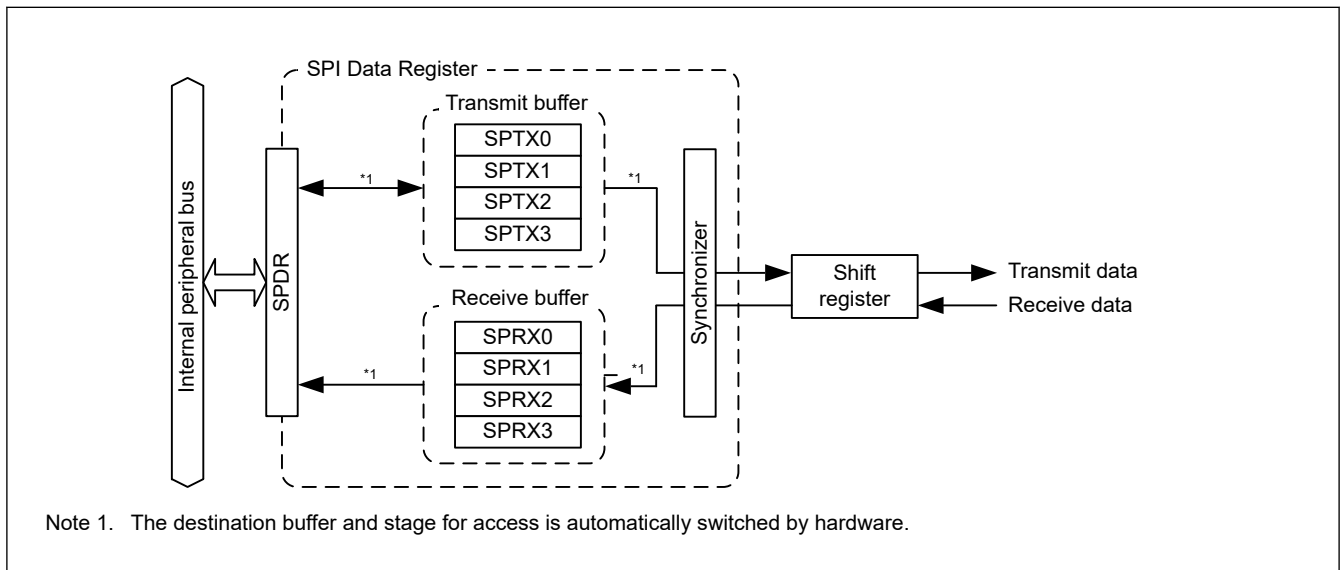 SPI Data Register
Transmit buffer
SPTX0
SPTX1
SPTX2
SPTX3
*1
*1
Internal peripheral bus
SPDR
Synchronizer
Shift
register
Transmit data
Receive data
Receive buffer
SPRX0
SPRX1
SPRX2
SPRX3
*1
*1
Note 1. The destination buffer and stage for access is automatically switched by hardware.